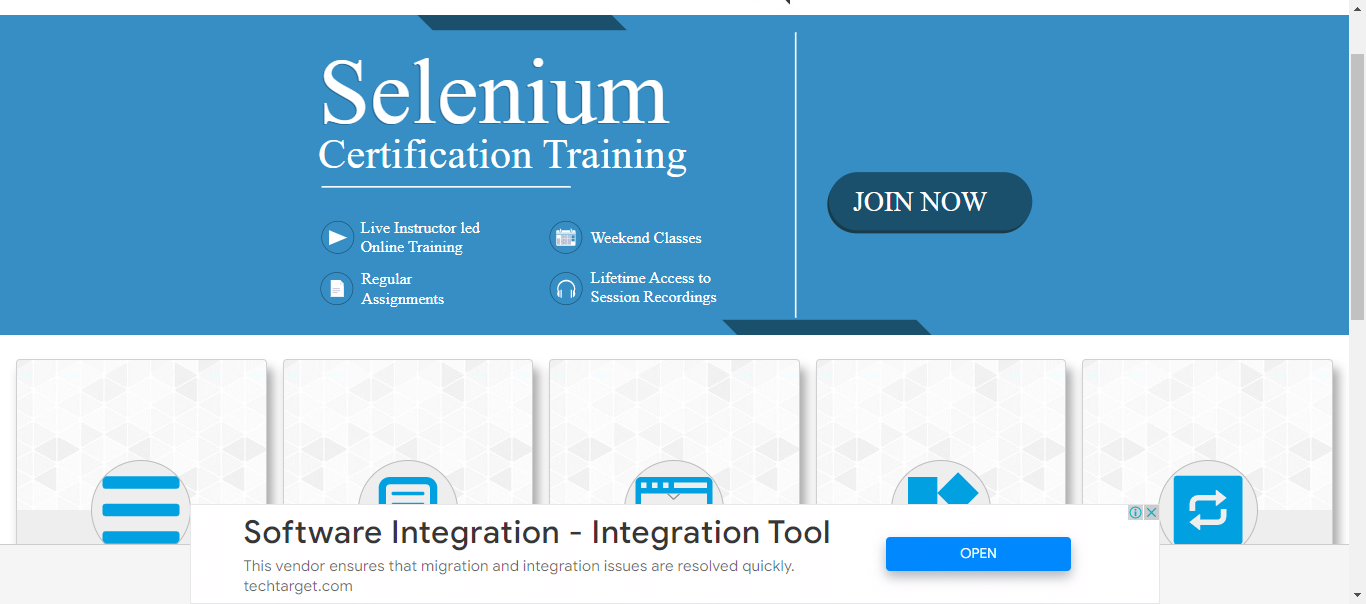 Selenium
Certification Training
Live Instructor led
Online Training
Weekend Classes
Regular
Assignments
Lifetime Access to
Session Recordings
JOIN NOW
Software Integration - Integration Tool
This vendor ensures that migration and integration issues are resolved quickly.
techtarget.com
OPEN